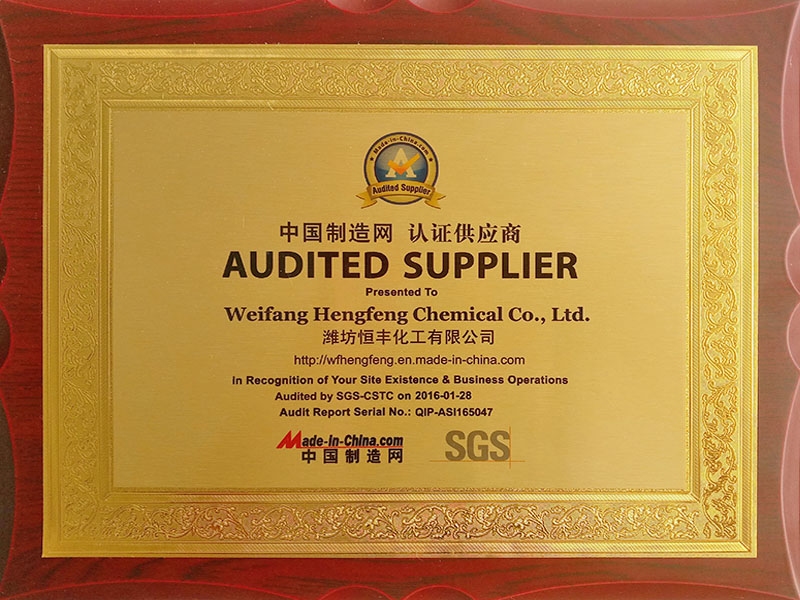 Made-in-China.com
A
Audited Supplier
中国制造网 认证供应商
AUDITED SUPPLIER
Presented To
Weifang Hengfeng Chemical Co., Ltd.
潍坊恒丰化工有限公司
http://wfhengfeng.en.made-in-china.com
In Recognition of Your Site Existence & Business Operations
Audited by SGS-CSTC on 2016-01-28
Audit Report Serial No.: QIP-ASI165047
Made-in-China.com
中国制造网
SGS